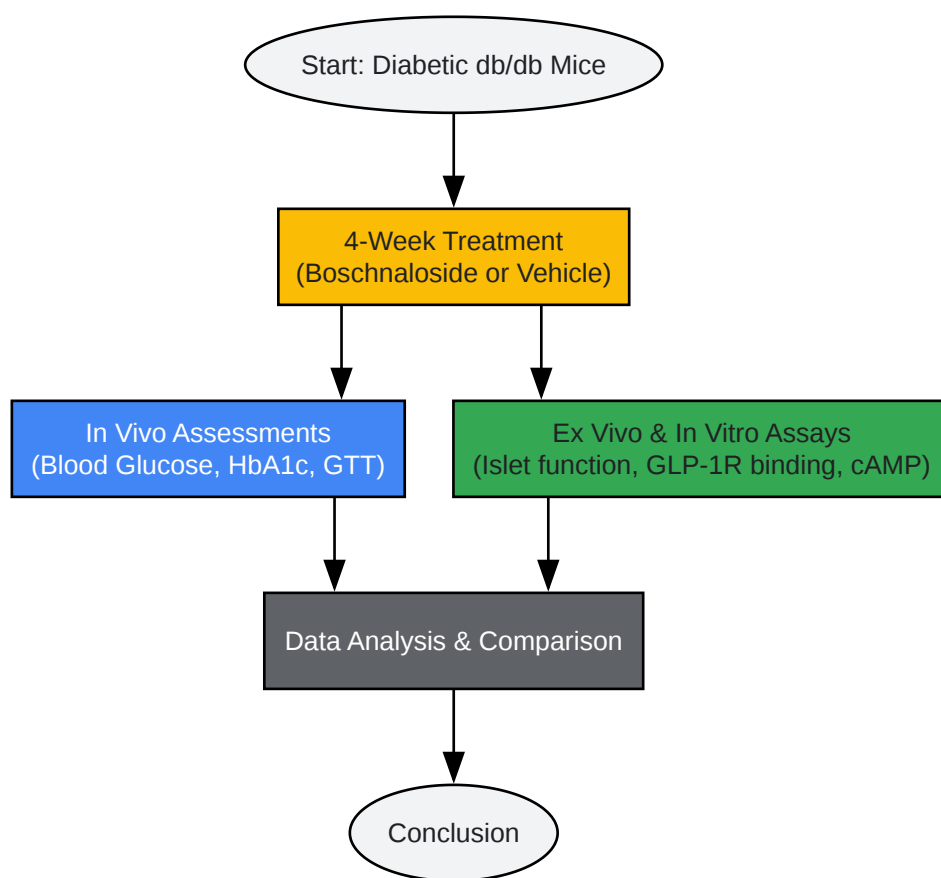 Start: Diabetic db/db Mice
4-Week Treatment
(Boschnaloside or Vehicle)
In Vivo Assessments
(Blood Glucose, HbA1c, GTT)
Ex Vivo & In Vitro Assays
(Islet function, GLP-1R binding, cAMP)
Data Analysis & Comparison
Conclusion